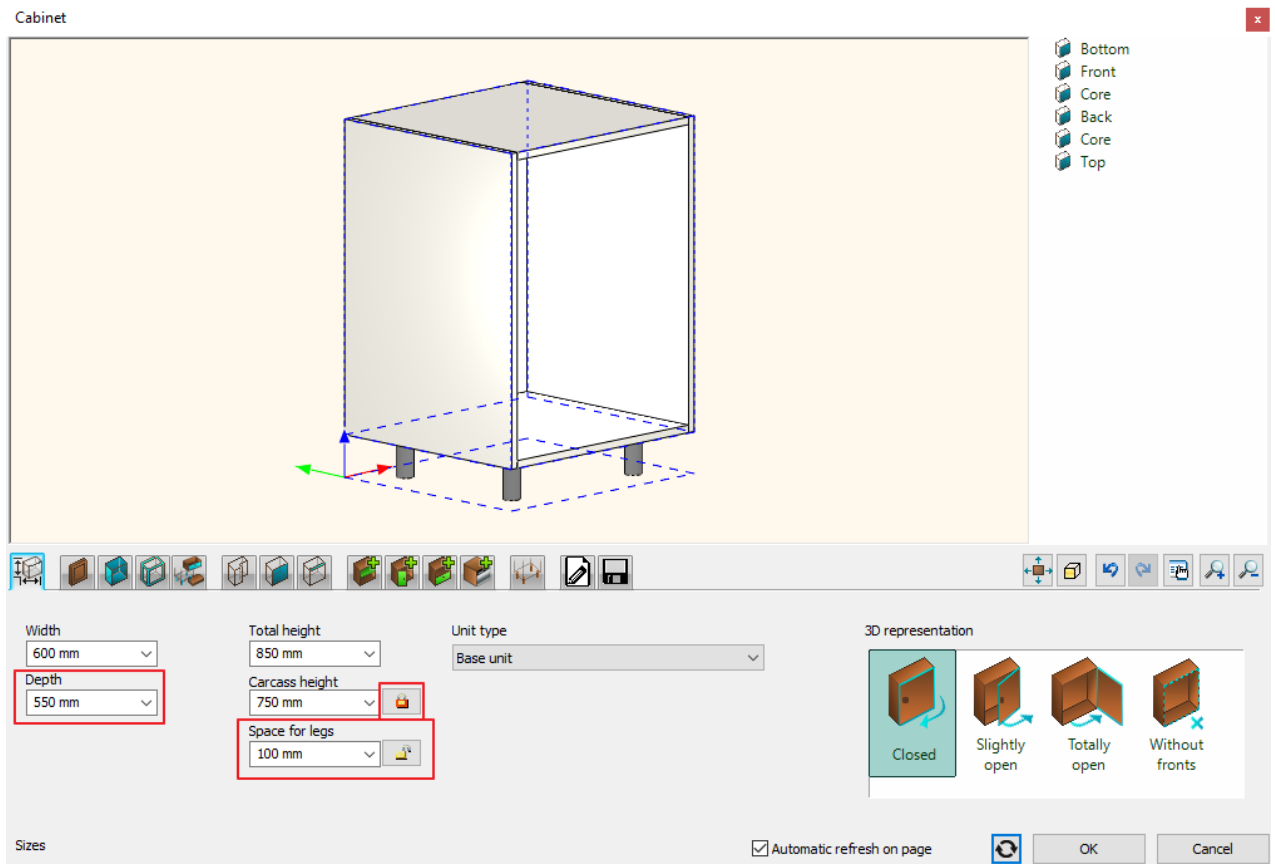 Cabinet
x
Bottom
Front
Core
Back
Core
Top
Width
600 mm
Depth
550 mm
Total height
850 mm
Carcass height
750 mm
Space for legs
100 mm
Unit type
Base unit
3D representation
Closed
Slightly
open
Totally
open
Without
fronts
Sizes
Automatic refresh on page
OK
Cancel